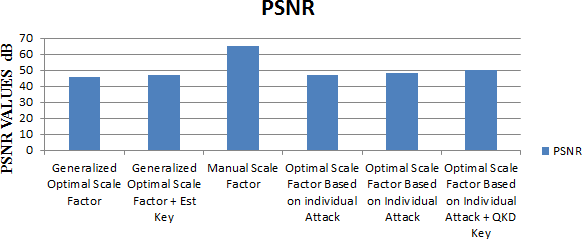 PSNR
PSNR VALUES dB
70
60
50
40
30
20
10
0
Generalized
Optimal Scale
Factor
Generalized
Optimal Scale
Factor + Est
Key
Manual Scale
Factor
Optimal Scale
Factor Based
on individual
Attack
Optimal Scale
Factor Based
on Individual
Attack
Optimal Scale
Factor Based
on Individual
Attack + QKD
Key
PSNR